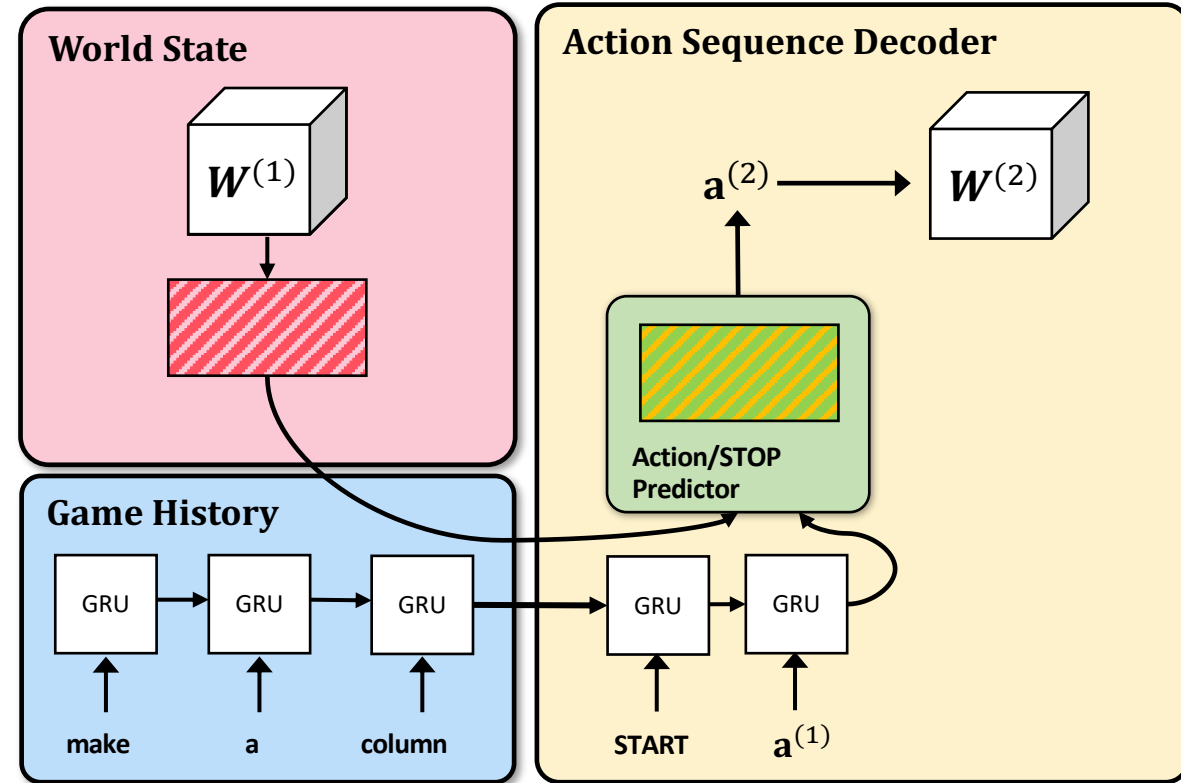 World State
W^(1)
Game History
GRU
GRU
GRU
make
a
column
Action Sequence Decoder
a^(2)
W^(2)
Action/STOP
Predictor
GRU
GRU
START
a^(1)